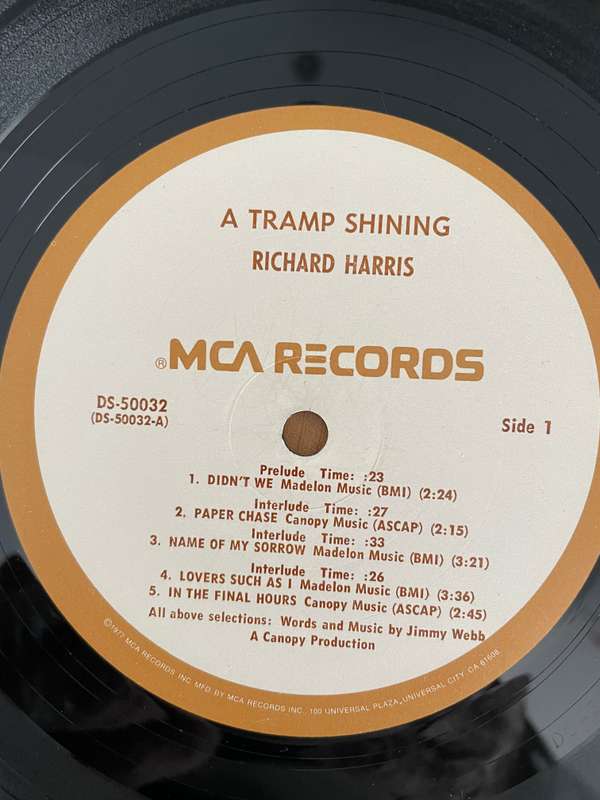 A TRAMP SHINING
RICHARD HARRIS
®MCA RECORDS
DS-50032
(DS-50032-A)
Side 1
Prelude Time: :23
1. DIDN'T WE Madelon Music (BMI) (2:24)
Interlude Time: :27
2. PAPER CHASE Canopy Music (ASCAP) (2:15)
Interlude Time: :33
3. NAME OF MY SORROW Madelon Music (BMI) (3:21)
Interlude Time: :26
4. LOVERS SUCH AS I Madelon Music (BMI) (3:36)
5. IN THE FINAL HOURS Canopy Music (ASCAP) (2:45)
All above selections: Words and Music by Jimmy Webb
A Canopy Production
©1977 MCA RECORDS INC. MFD BY MCA RECORDS INC., 100 UNIVERSAL PLAZA, UNIVERSAL CITY, CA 91608